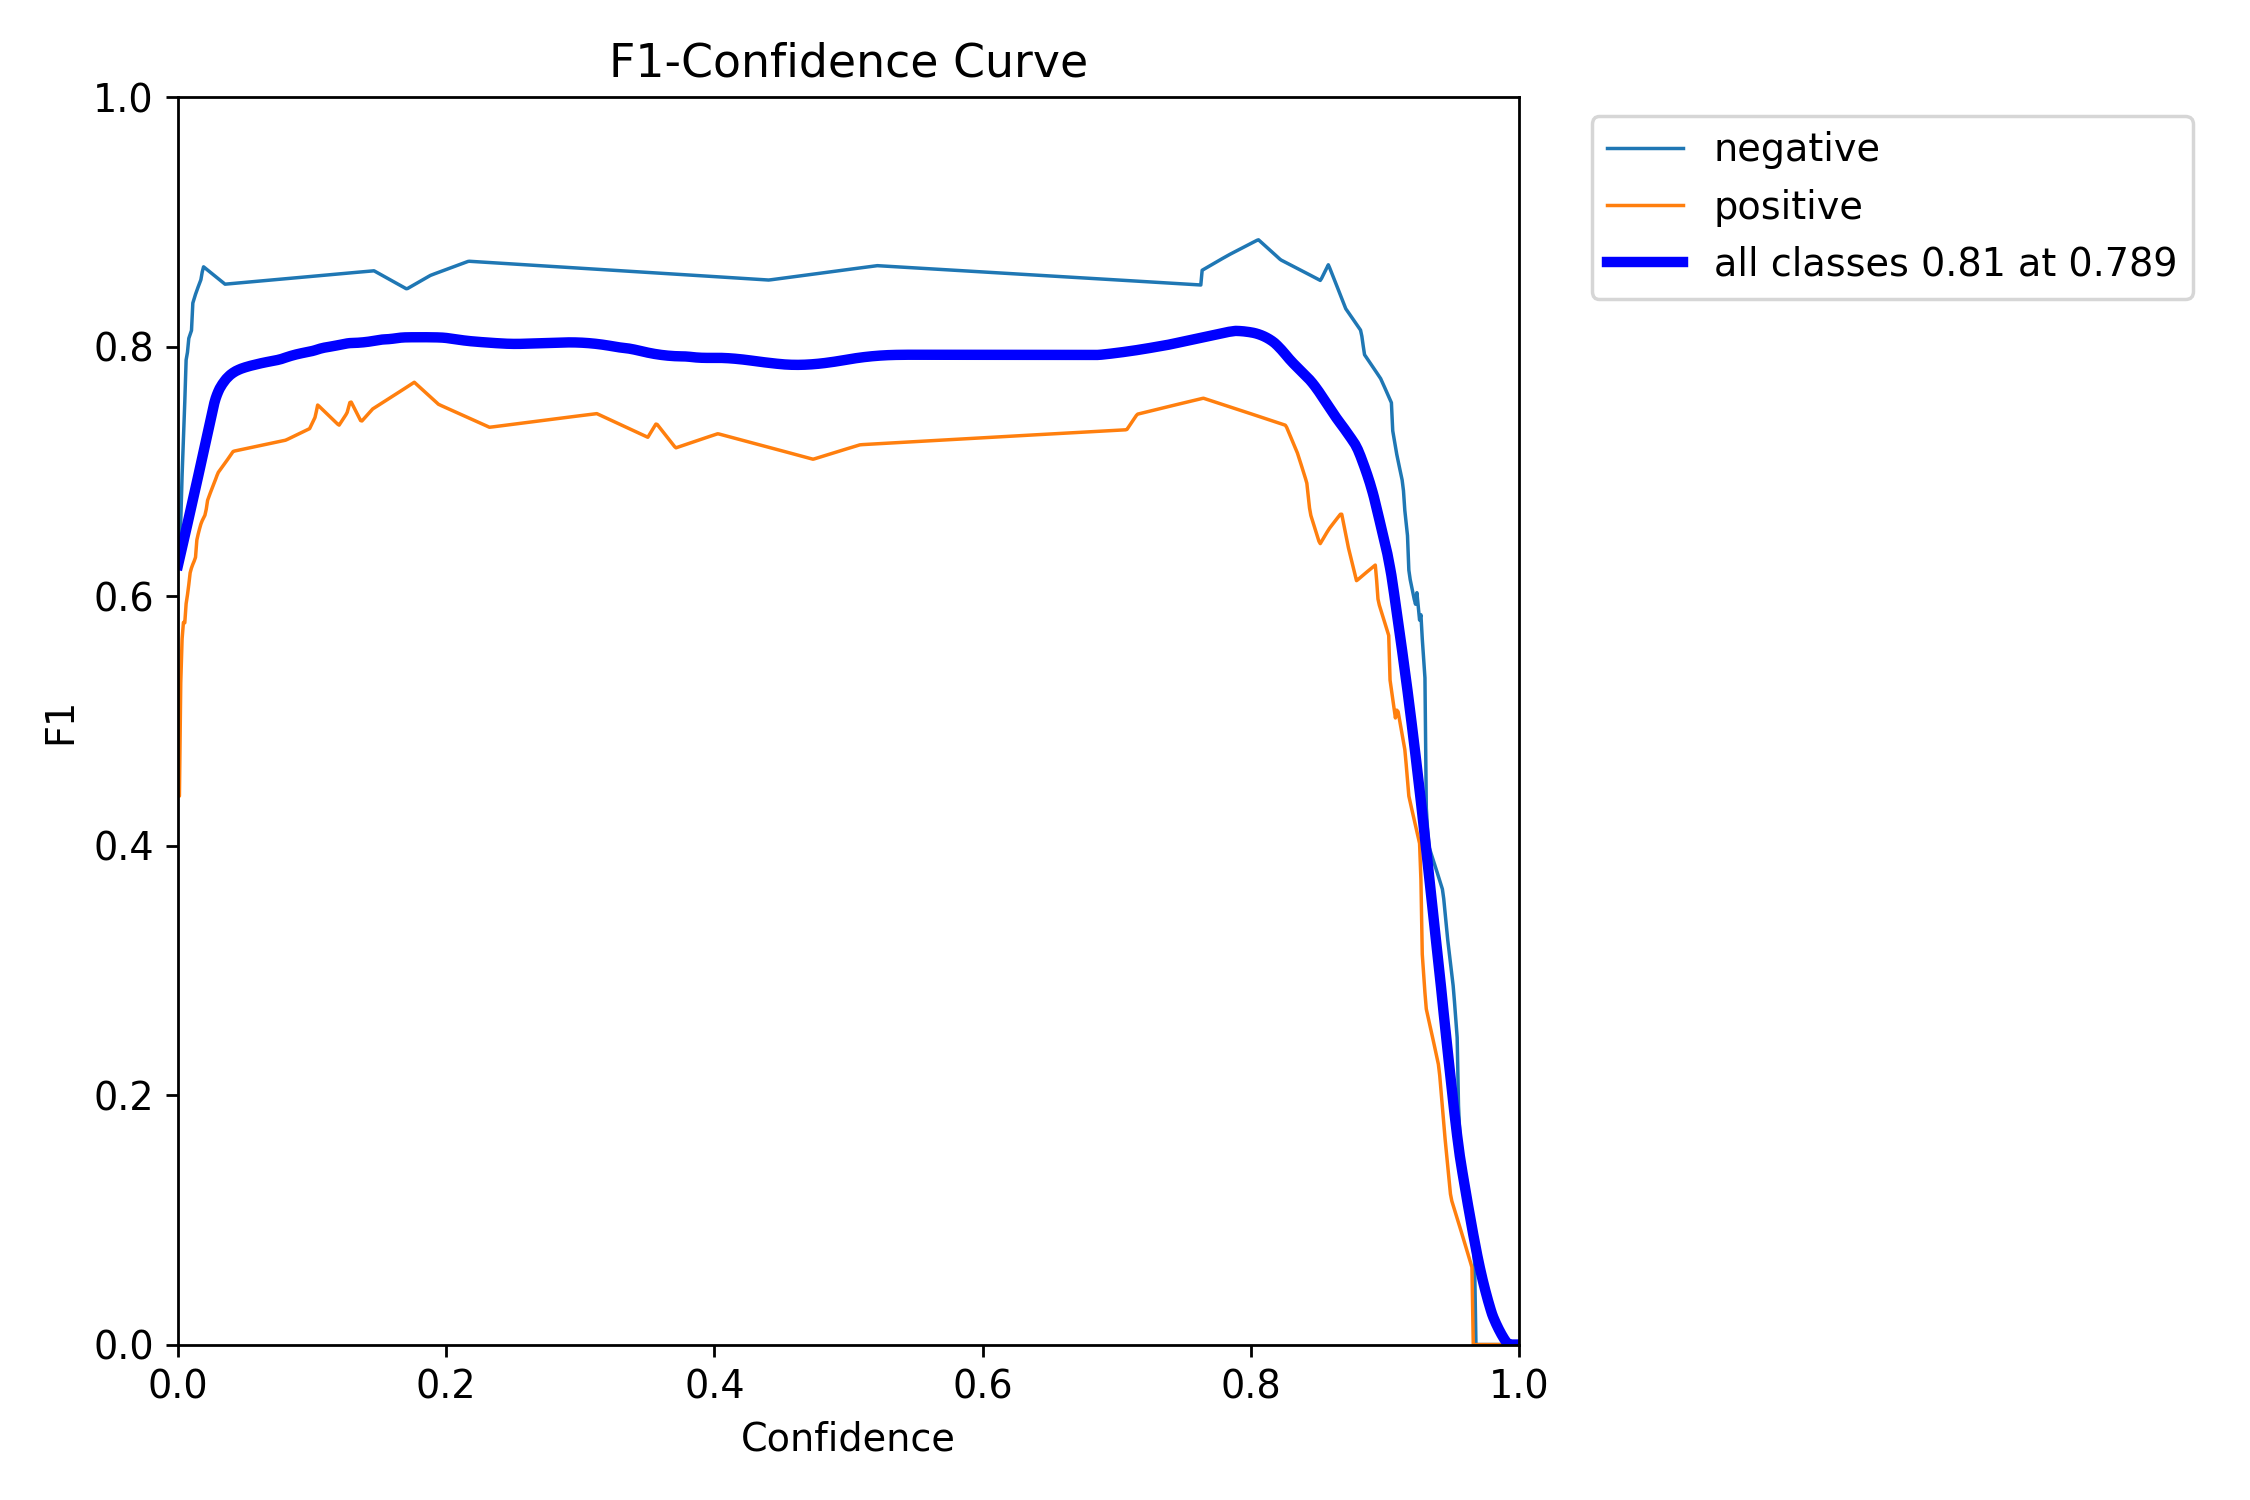 F1-Confidence Curve
1.0
0.8
0.6
0.4
0.2
0.0
F1
0.0 0.2 0.4 0.6 0.8 1.0
Confidence
negative
positive
all classes 0.81 at 0.789